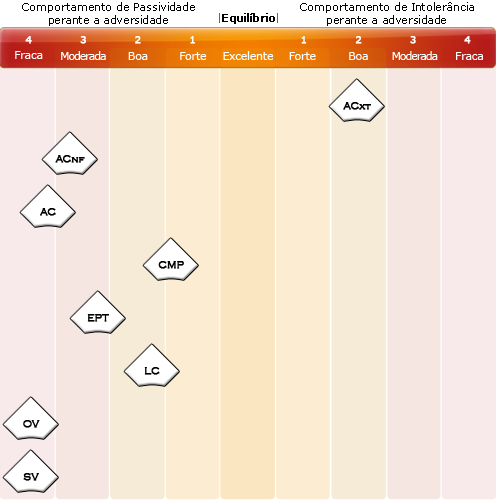 Comportamento de Passividade
perante a adversidade
|Equilíbrio|
Comportamento de Intolerância
perante a adversidade
4 3 2 1 1 2 3 4
Fraca Moderada Boa Forte Excelente Forte Boa Moderada Fraca
ACXT
ACNF
AC
CMP
EPT
LC
OV
SV